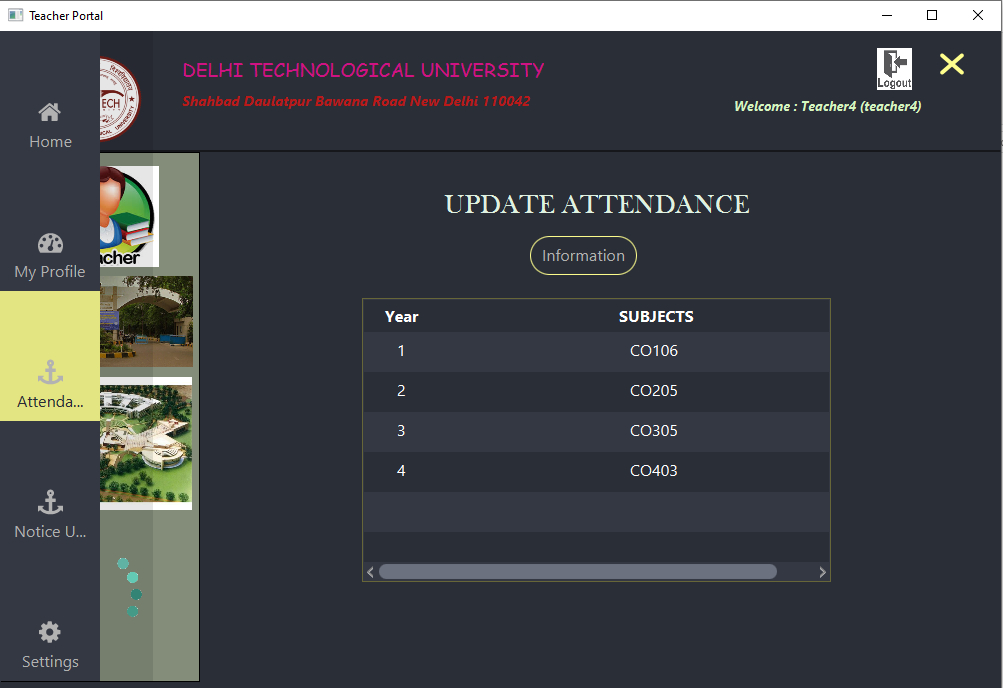 Teacher Portal
DELHI TECHNOLOGICAL UNIVERSITY
Shahbad Daulatpur Bawana Road New Delhi 110042
Logout
Welcome : Teacher4 (teacher4)
Home
My Profile
Attenda...
Notice U...
Settings
TECH
acher
UPDATE ATTENDANCE
Information
Year SUBJECTS
1 CO106
2 CO205
3 CO305
4 CO403